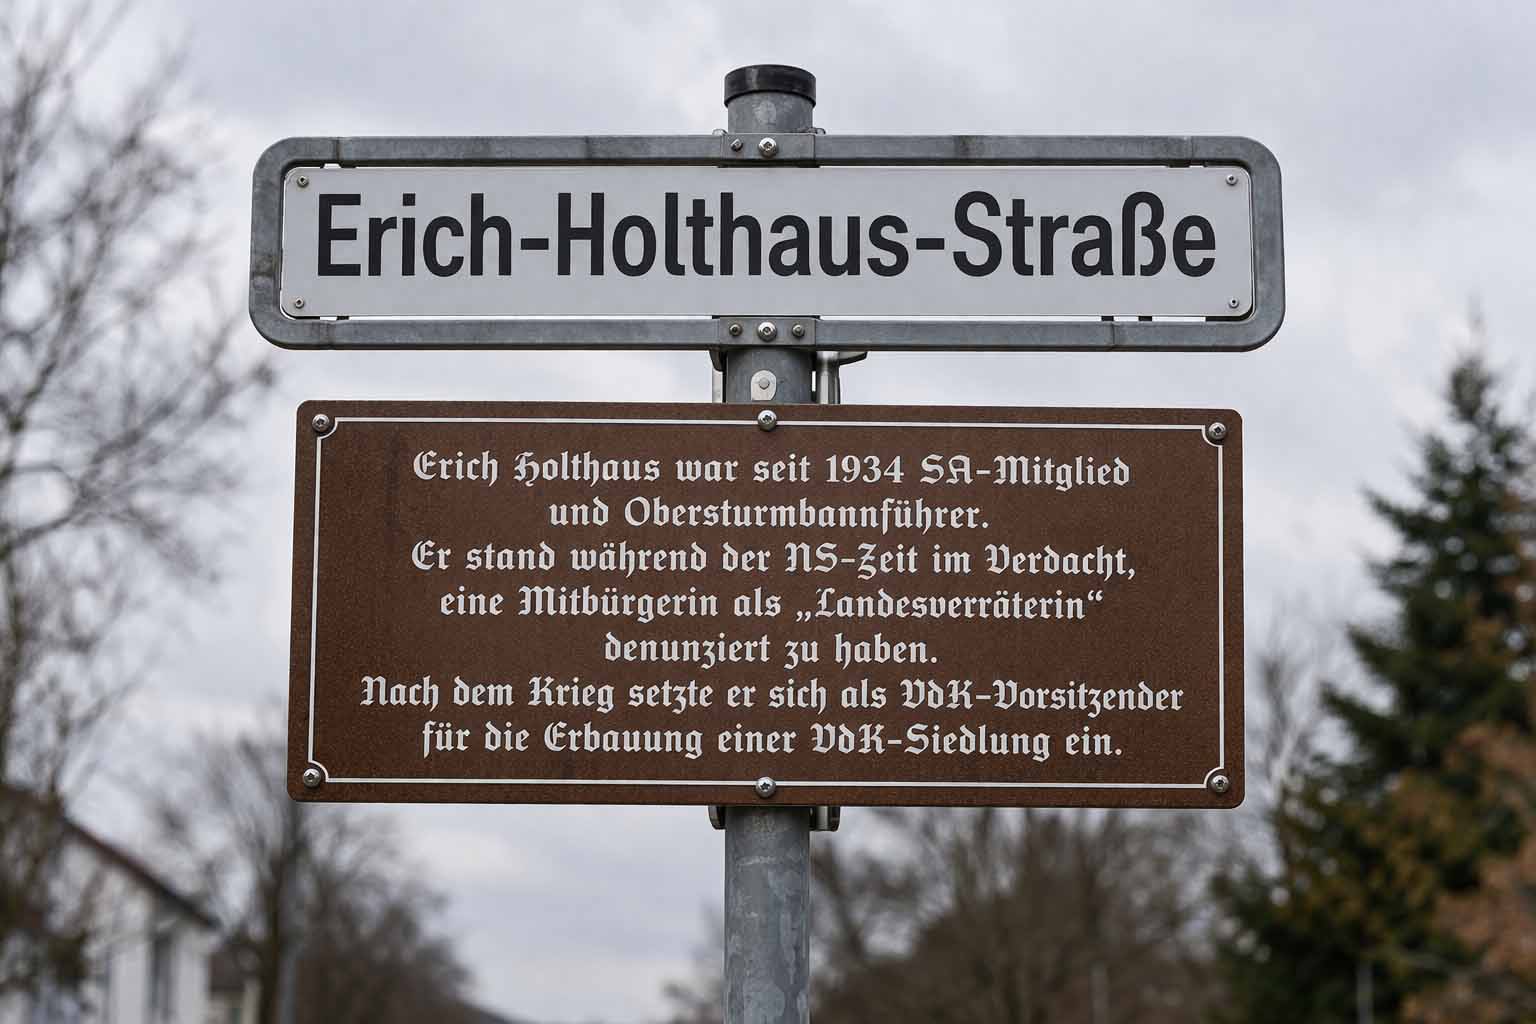 Erich-Holthaus-Straße
Erich Holthaus war seit 1934 SA-Mitglied
und Obersturmbannführer.
Er stand während der NS-Zeit im Verdacht,
eine Mitbürgerin als „Landesverräterin“
denunziert zu haben.
Nach dem Krieg setzte er sich als VdK-Vorsitzender
für die Erbauung einer VdK-Siedlung ein.